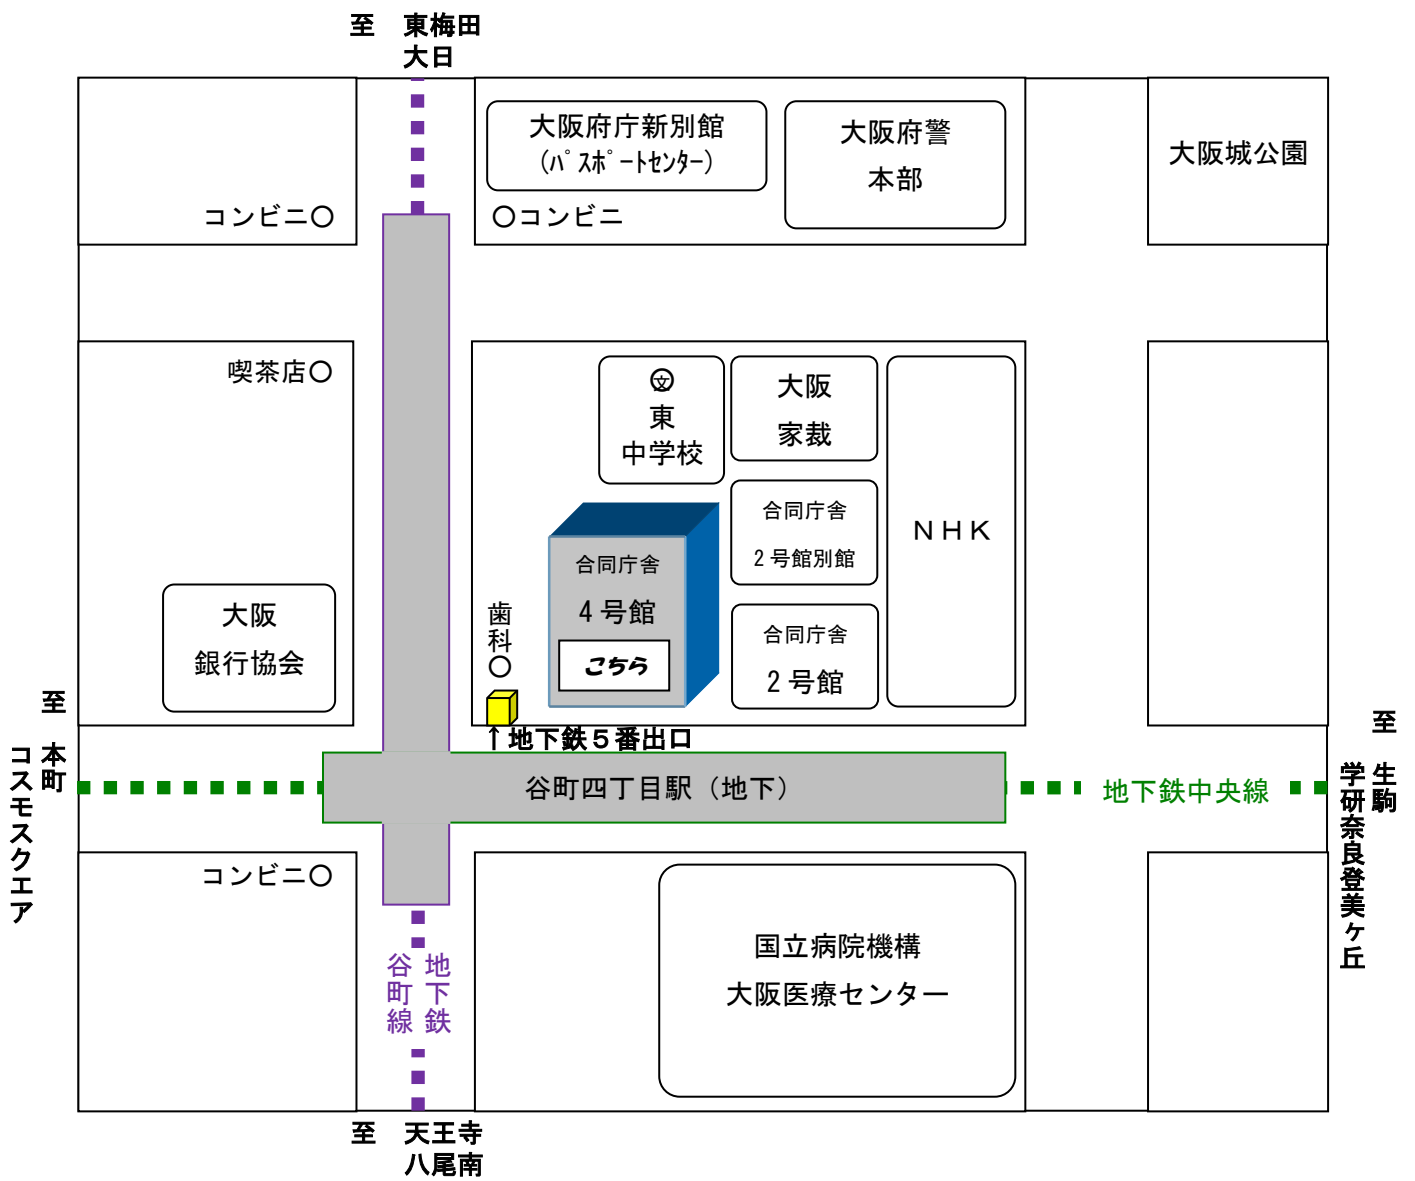 至　東梅田
大日
大阪府庁新別館
(ﾊﾟｽﾎﾟｰﾄｾﾝﾀｰ)
大阪府警
本部
大阪城公園
コンビニ〇
〇コンビニ
喫茶店〇
㊫
東
中学校
大阪
家裁
合同庁舎
２号館別館
ＮＨＫ
合同庁舎
４号館
こちら
歯科〇
合同庁舎
２号館
大阪
銀行協会
↑地下鉄５番出口
至　本町
コスモスクエア
谷町四丁目駅（地下）
地下鉄中央線
至　生駒
学研奈良登美ヶ丘
コンビニ〇
国立病院機構
大阪医療センター
地下鉄
谷町線
至　天王寺
八尾南